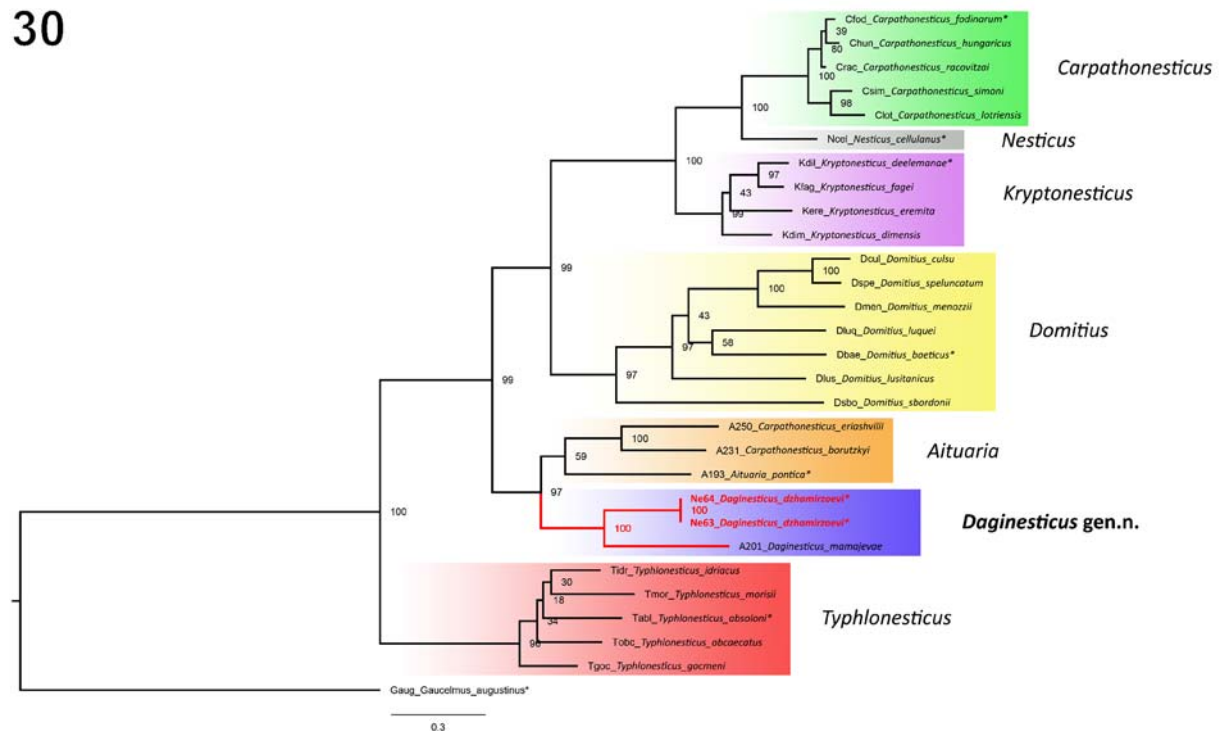 30
Cfod_Carpathonesticus_fodinarum*
39
Chun_Carpathonesticus_hungaricus
80
Crac_Carpathonesticus_racovitzai
100
Carpathonesticus
Csim_Carpathonesticus_simoni
98
100
Clot_Carpathonesticus_lotriensis
Ncel_Nesticus_cellulanus*
Nesticus
100
Kdil_Kryptonesticus_deelemanae*
97
Kfag_Kryptonesticus_fagei
43
Kryptonesticus
Kere_Kryptonesticus_eremita
99
Kdim_Kryptonesticus_dimensis
Dcul_Domitius_culsu
99
100
Dspe_Domitius_speluncatum
100
Dmen_Domitius_menozzii
43
Dluq_Domitius_luquei
Domitius
58
97
Dbae_Domitius_baeticus*
97
Dlus_Domitius_lusitanicus
99
Dsbo_Domitius_sbordonii
A250_Carpathonesticus_eriashvilii
100
A231_Carpathonesticus_borutzkyi
Aituaria
59
A193_Aituaria_pontica*
97
Ne64_Daginesticus_dzhamirzoevi*
100
100
Ne63_Daginesticus_dzhamirzoevi*
Daginesticus gen.n.
100
A201_Daginesticus_mamajevae
Tidr_Typhlonesticus_idriacus
30
Tmor_Typhlonesticus_morisii
18
Tabl_Typhlonesticus_absoloni*
Typhlonesticus
34
Tobc_Typhlonesticus_obcaecatus
96
Tgoc_Typhlonesticus_gocmeni
Gaug_Gaucelmus_augustinus*
0.3